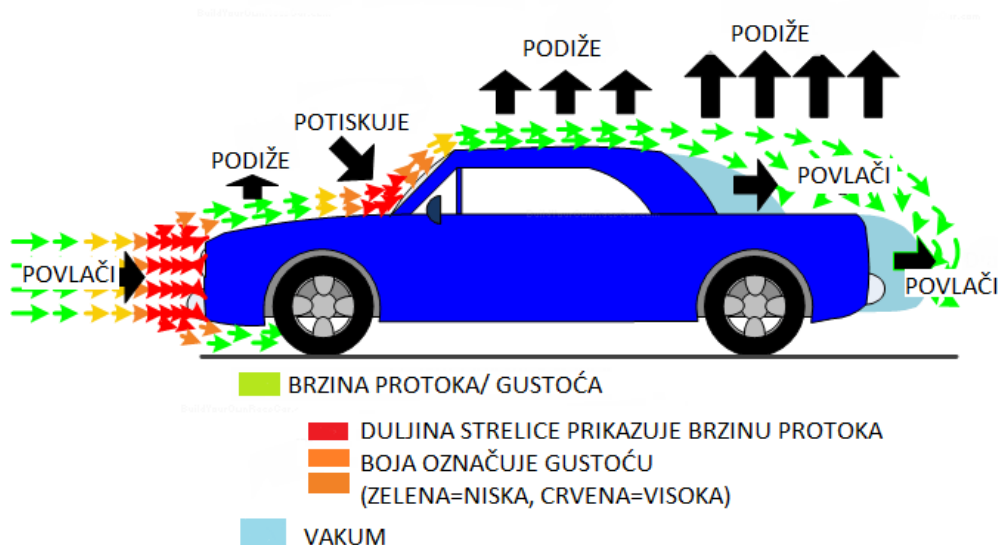 PODIŽE
PODIŽE
POTISKUJE
PODIŽE
POVLAČI
POVLAČI
POVLAČI
BRZINA PROTOKA/ GUSTOĆA
DULJINA STRELICE PRIKAZUJE BRZINU PROTOKA
BOJA OZNAČUJE GUSTOĆU
(ZELENA=NISKA, CRVENA=VISOKA)
VAKUM